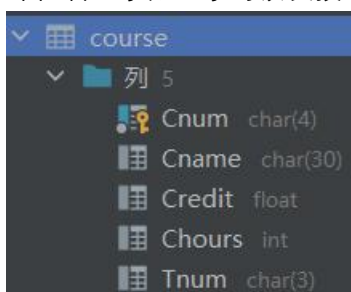 course
列 5
Cnum char(4)
Cname char(30)
Credit float
Chours int
Tnum char(3)